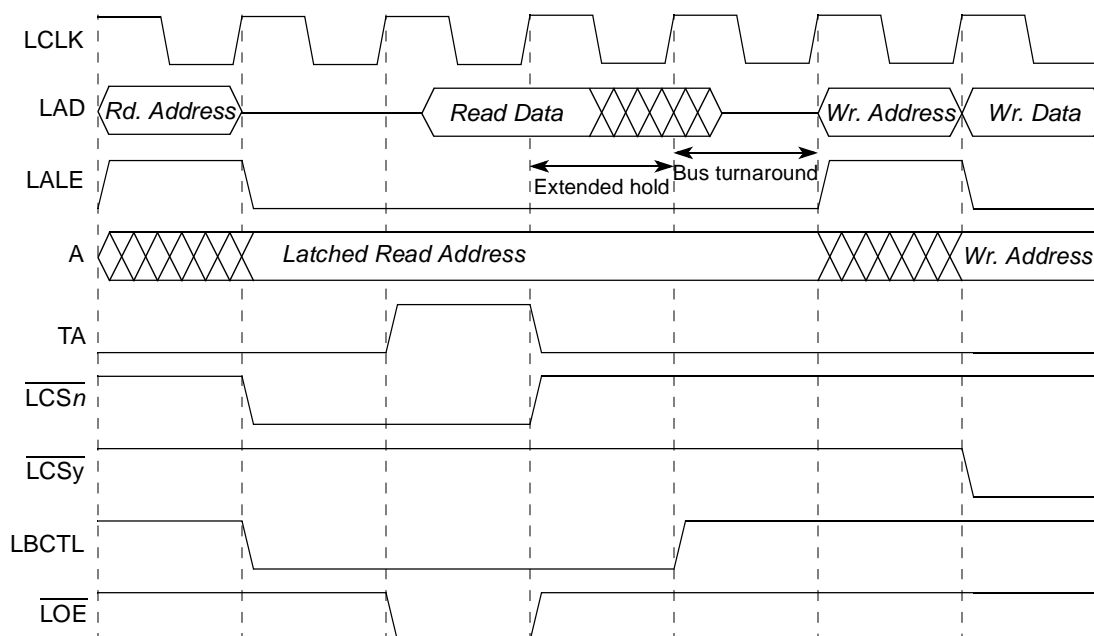 LCLK
LAD Rd. Address Read Data Wr. Address Wr. Data
LALE Extended hold Bus turnaround
A Latched Read Address Wr. Address
TA
LCSn
LCSy
LBCTL
LOE